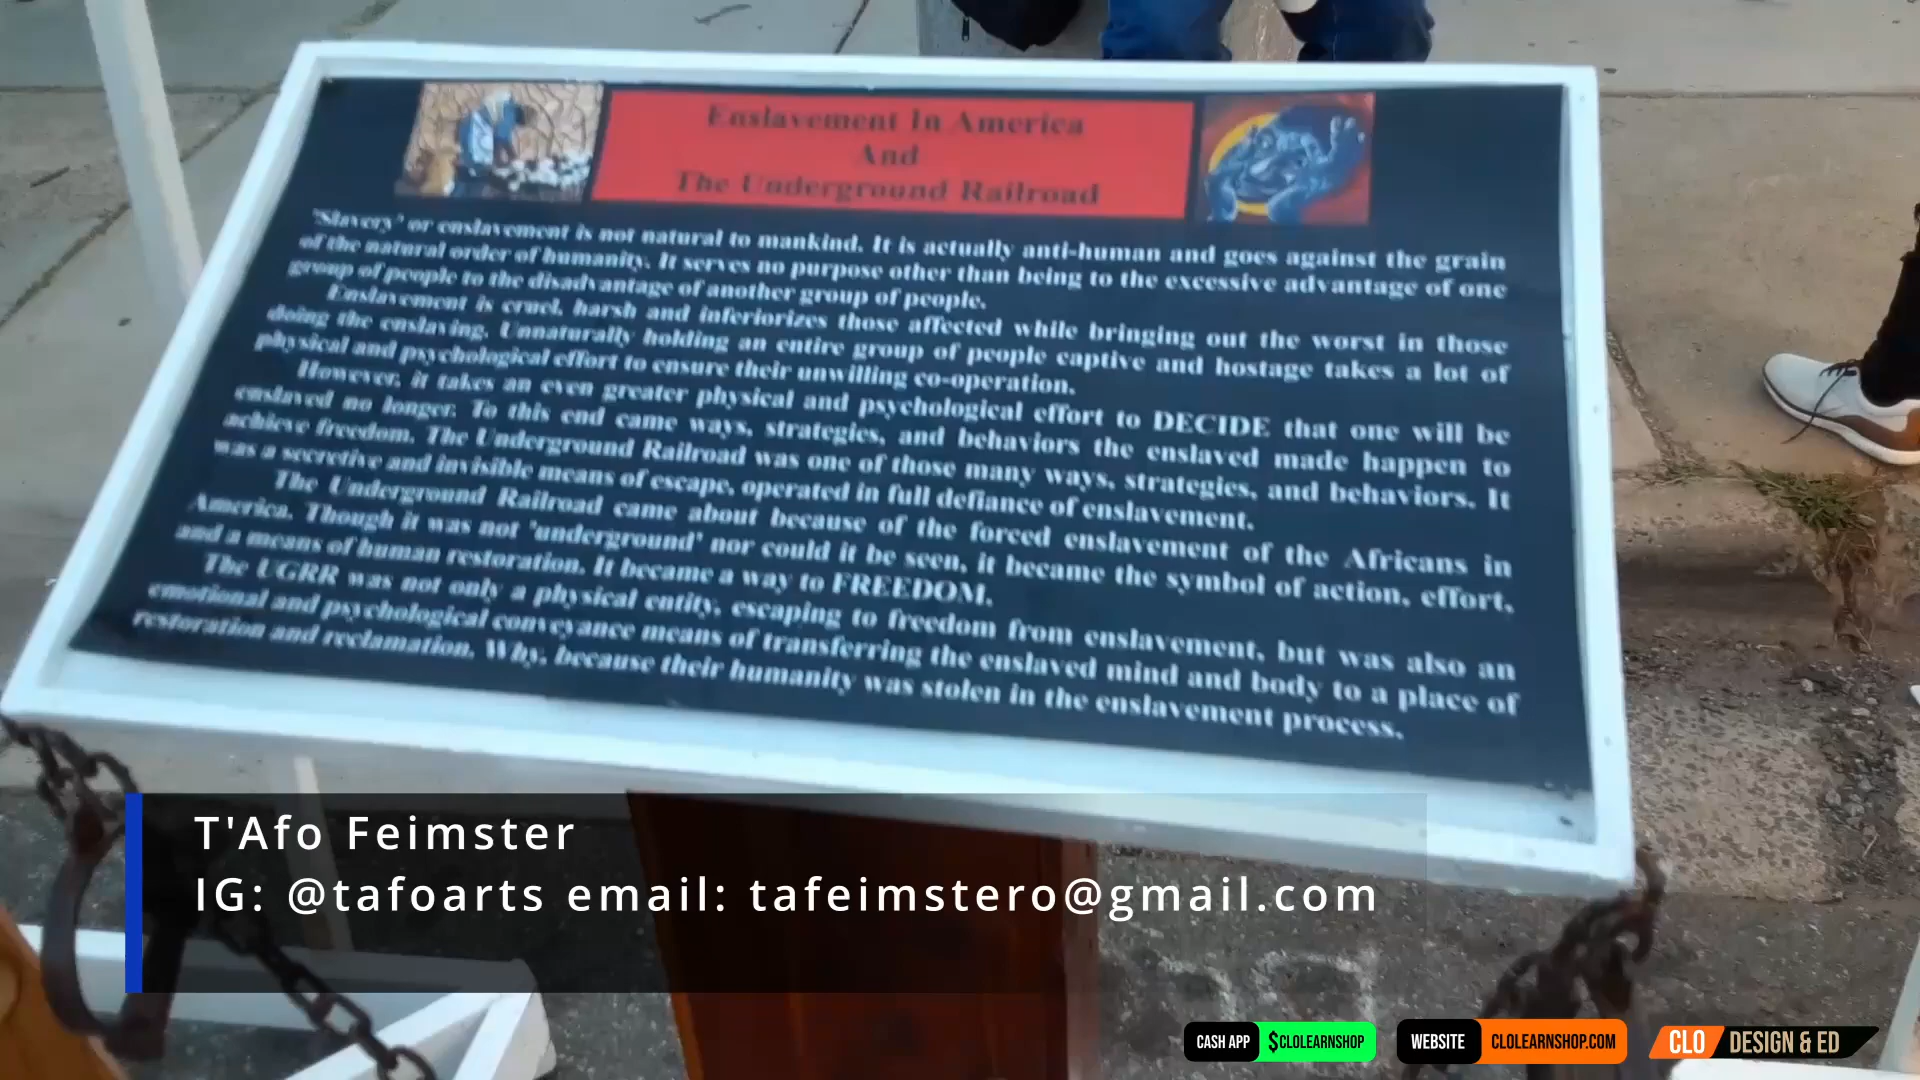 Enslavement In America
And
The Underground Railroad
"Slavery" or enslavement is not natural to mankind. It is actually anti-human and goes against the grain
of the natural order of humanity. It serves no purpose other than being to the excessive advantage of one
group of people to the disadvantage of another group of people.
Enslavement is cruel, harsh and inferiorizes those affected while bringing out the worst in those
doing the enslaving. Unnaturally holding an entire group of people captive and hostage takes a lot of
physical and psychological effort to ensure their unwilling co-operation.
However, it takes an even greater physical and psychological effort to DECIDE that one will be
enslaved no longer. To this end came ways, strategies, and behaviors the enslaved made happen to
achieve freedom. The Underground Railroad was one of those many ways, strategies, and behaviors. It
was a secretive and invisible means of escape, operated in full defiance of enslavement.
The Underground Railroad came about because of the forced enslavement of the Africans in
America. Though it was not "underground" nor could it be seen, it became the symbol of action, effort,
and a means of human restoration. It became a way to FREEDOM.
The UGRR was not only a physical entity, escaping to freedom from enslavement, but was also an
emotional and psychological conveyance means of transferring the enslaved mind and body to a place of
restoration and reclamation. Why, because their humanity was stolen in the enslavement process.
T'Afo Feimster
IG: @tafoarts email: tafeimstero@gmail.com
CASH APP $CLOLEARNSHOP WEBSITE CLOLEARNSHOP.COM CLO DESIGN & ED